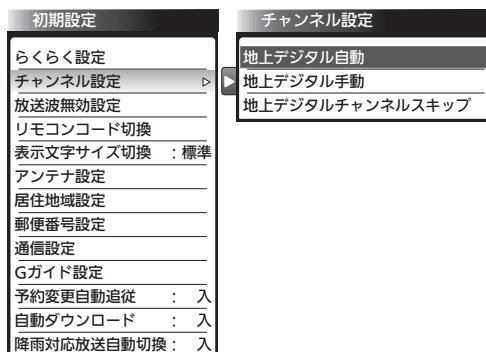 初期設定
らくらく設定
チャンネル設定
放送波無効設定
リモコンコード切換
表示文字サイズ切換 : 標準
アンテナ設定
居住地域設定
郵便番号設定
通信設定
Gガイド設定
予約変更自動追従 : 入
自動ダウンロード : 入
降雨対応放送自動切換 : 入
チャンネル設定
地上デジタル自動
地上デジタル手動
地上デジタルチャンネルスキップ